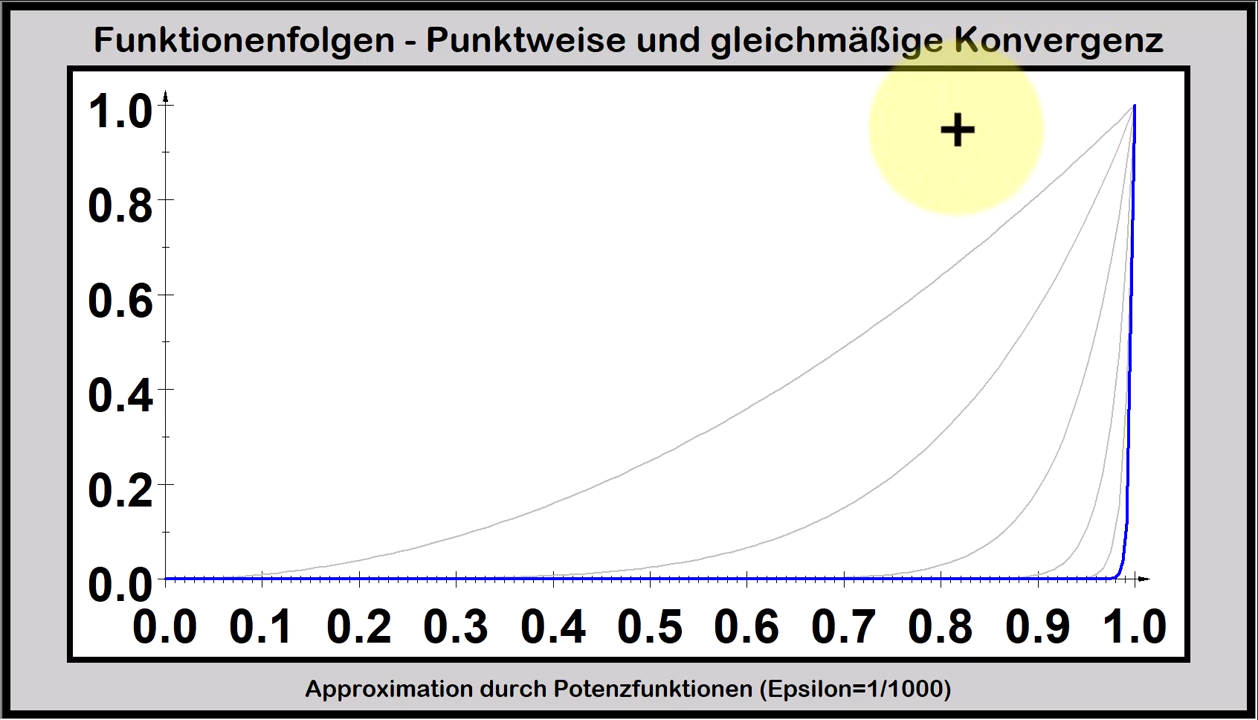 Funktionenfolgen - Punktweise und gleichmäßige Konvergenz
1.0
0.8
0.6
0.4
0.2
0.0
0.0 0.1 0.2 0.3 0.4 0.5 0.6 0.7 0.8 0.9 1.0
Approximation durch Potenzfunktionen (Epsilon=1/1000)